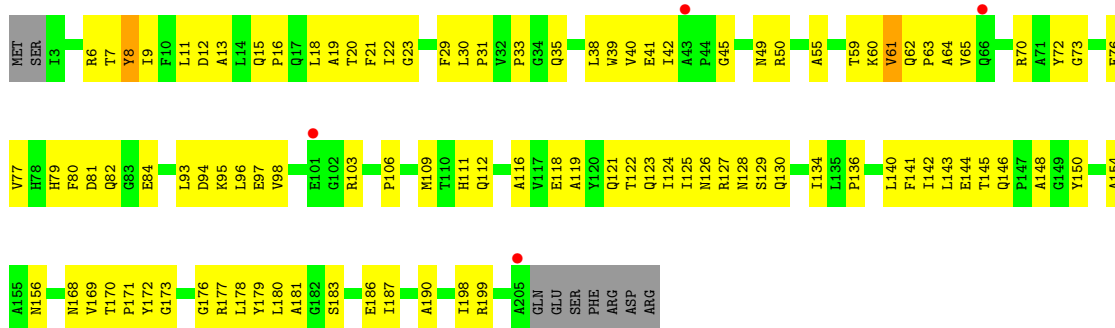 MET SER I3 R6 T7 Y8 I9 F10 L11 D12 A13 L14 Q15 P16 Q17 L18 A19 T20 F21 I22 G23 F29 L30 P31 V32 P33 G34 Q35 L38 W39 V40 E41 I42 A43 P44 G45 N49 R50 A55 T59 K60 V61 Q62 P63 A64 V65 Q66 R70 A71 Y72 G73
V77 H78 H79 F80 D81 Q82 G83 E84 L93 D94 K95 L96 E97 V98 E101 G102 R103 P106 M109 T110 H111 Q112 A116 V117 E118 A119 Y120 Q121 T122 Q123 I124 I125 N126 R127 N128 S129 Q130 I134 L135 P136 L140 F141 I142 L143 E144 T145 Q146 P147 A148 G149 Y150
A155 N156 N168 V169 T170 P171 Y172 G173 G176 R177 L178 Y179 L180 A181 G182 S183 E186 I187 A190 I198 R199 A205 GLN GLU SER PHE ARG ASP ARG